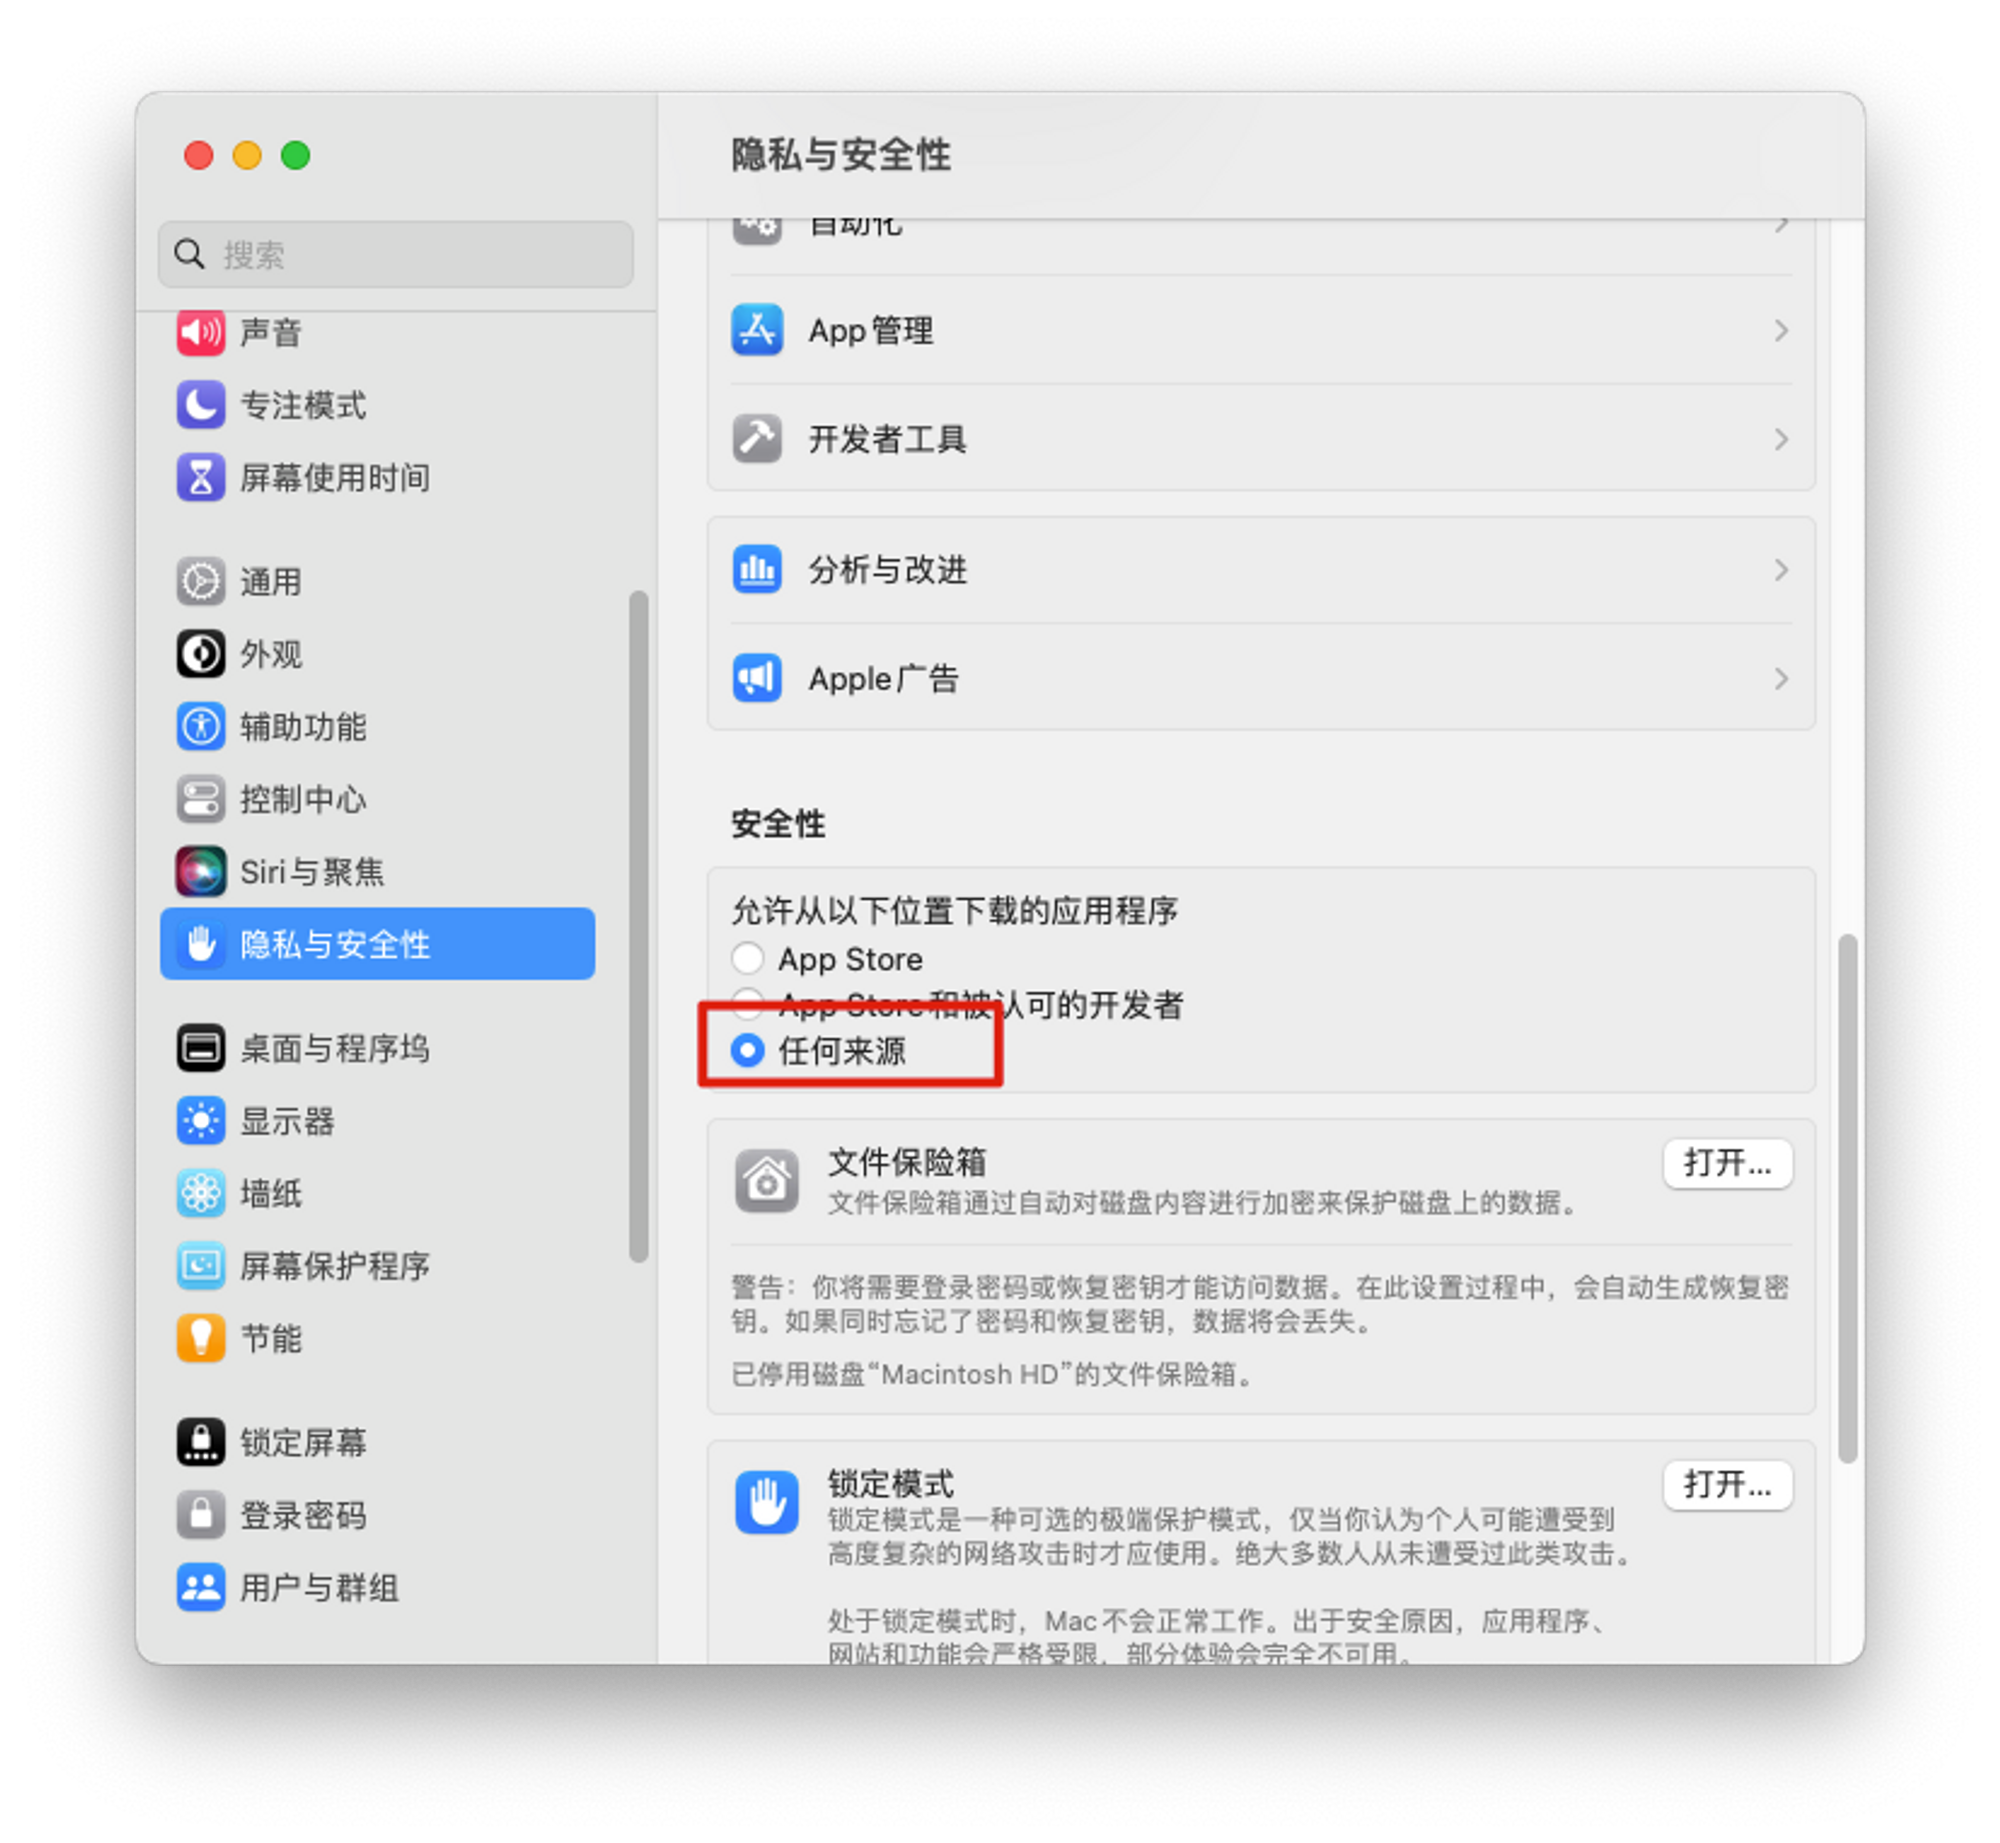 隐私与安全性
搜索
声音
专注模式
屏幕使用时间
通用
外观
辅助功能
控制中心
Siri与聚焦
隐私与安全性
桌面与程序坞
显示器
墙纸
屏幕保护程序
节能
锁定屏幕
登录密码
用户与群组
自动化
App管理
开发者工具
分析与改进
Apple广告
安全性
允许从以下位置下载的应用程序
App Store
App Store和被认可的开发者
任何来源
文件保险箱
打开...
文件保险箱通过自动对磁盘内容进行加密来保护磁盘上的数据。
警告：你将需要登录密码或恢复密钥才能访问数据。在此设置过程中，会自动生成恢复密
钥。如果同时忘记了密码和恢复密钥，数据将会丢失。
已停用磁盘“Macintosh HD”的文件保险箱。
锁定模式
打开...
锁定模式是一种可选的极端保护模式，仅当你认为个人可能遭受到
高度复杂的网络攻击时才应使用。绝大多数人从未遭受过此类攻击。
处于锁定模式时，Mac不会正常工作。出于安全原因，应用程序、
网站和功能会严格受限，部分体验会完全不可用。